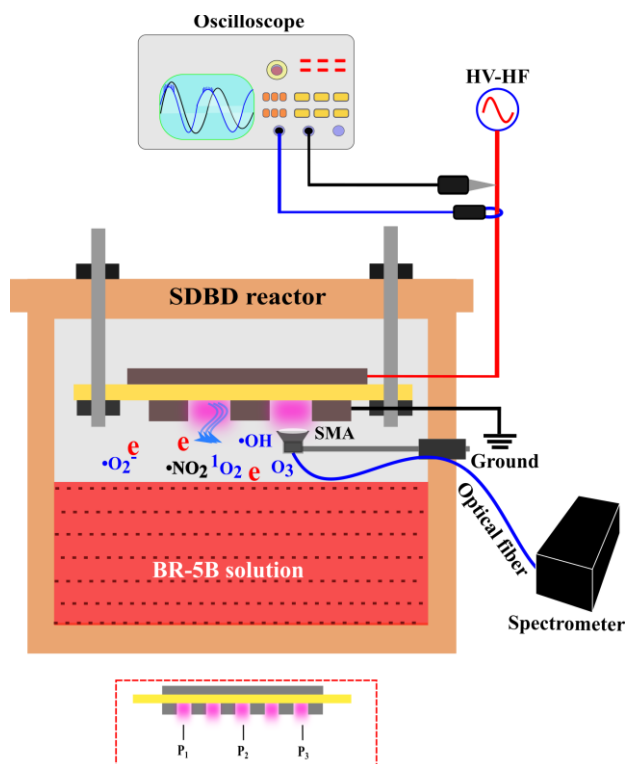 Oscilloscope
HV-HF
SDBD reactor
SMA
Ground
•O₂⁻
e
e
•NO₂
•OH
¹O₂
e
O₃
BR-5B solution
Optical fiber
Spectrometer
P₁ P₂ P₃